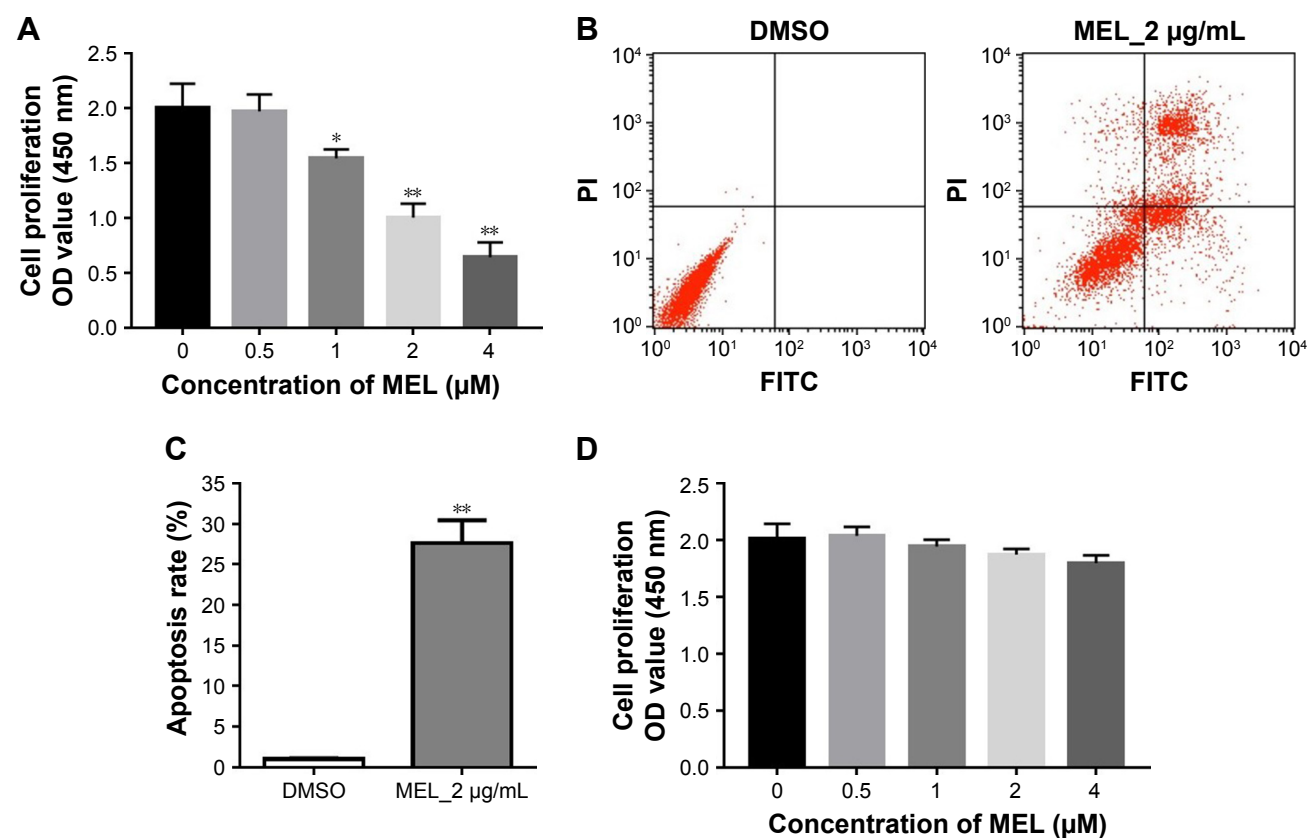 A
Cell proliferation
OD value (450 nm)
2.5
2.0
1.5
1.0
0.5
0.0
*
**
**
0 0.5 1 2 4
Concentration of MEL (µM)
B
DMSO
PI
10⁴
10³
10²
10¹
10⁰
10⁰ 10¹ 10² 10³ 10⁴
FITC
MEL_2 µg/mL
PI
10⁴
10³
10²
10¹
10⁰
10⁰ 10¹ 10² 10³ 10⁴
FITC
C
Apoptosis rate (%)
35
30
25
20
15
10
5
0
**
DMSO MEL_2 µg/mL
D
Cell proliferation
OD value (450 nm)
2.5
2.0
1.5
1.0
0.5
0.0
0 0.5 1 2 4
Concentration of MEL (µM)